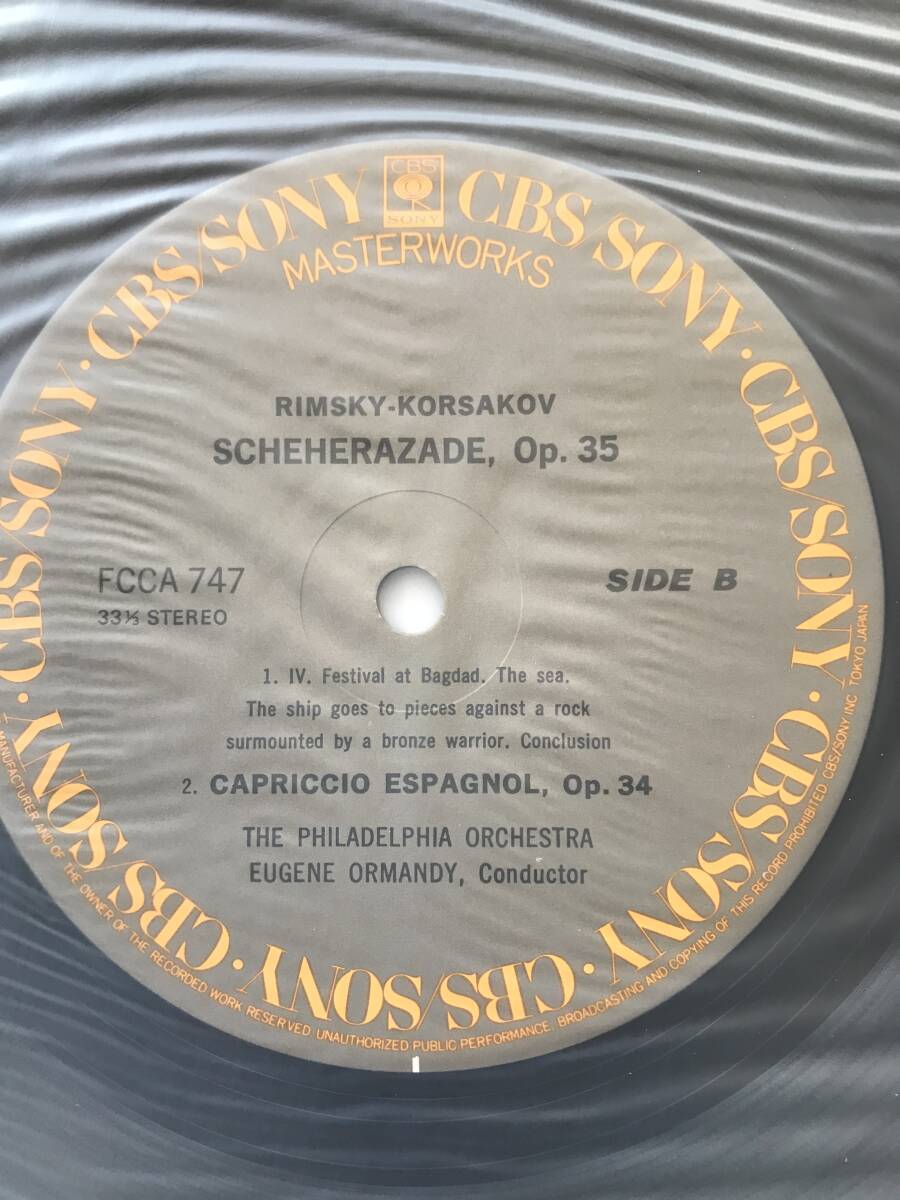 CBS
SONY
CBS/SONY · CBS/SONY · CBS/SONY · CBS/SONY · CBS/SONY · CBS/SONY · CBS/SONY · CBS/SONY
MASTERWORKS
RIMSKY-KORSAKOV
SCHEHERAZADE, Op. 35
FCCA 747
33⅓ STEREO
SIDE B
1. IV. Festival at Bagdad. The sea.
The ship goes to pieces against a rock
surmounted by a bronze warrior. Conclusion
2. CAPRICCIO ESPAGNOL, Op. 34
THE PHILADELPHIA ORCHESTRA
EUGENE ORMANDY, Conductor
MANUFACTURER AND OF THE OWNER OF THE RECORDED WORK RESERVED UNAUTHORIZED PUBLIC PERFORMANCE. BROADCASTING AND COPYING OF THIS RECORD PROHIBITED CBS/SONY INC. TOKYO JAPAN